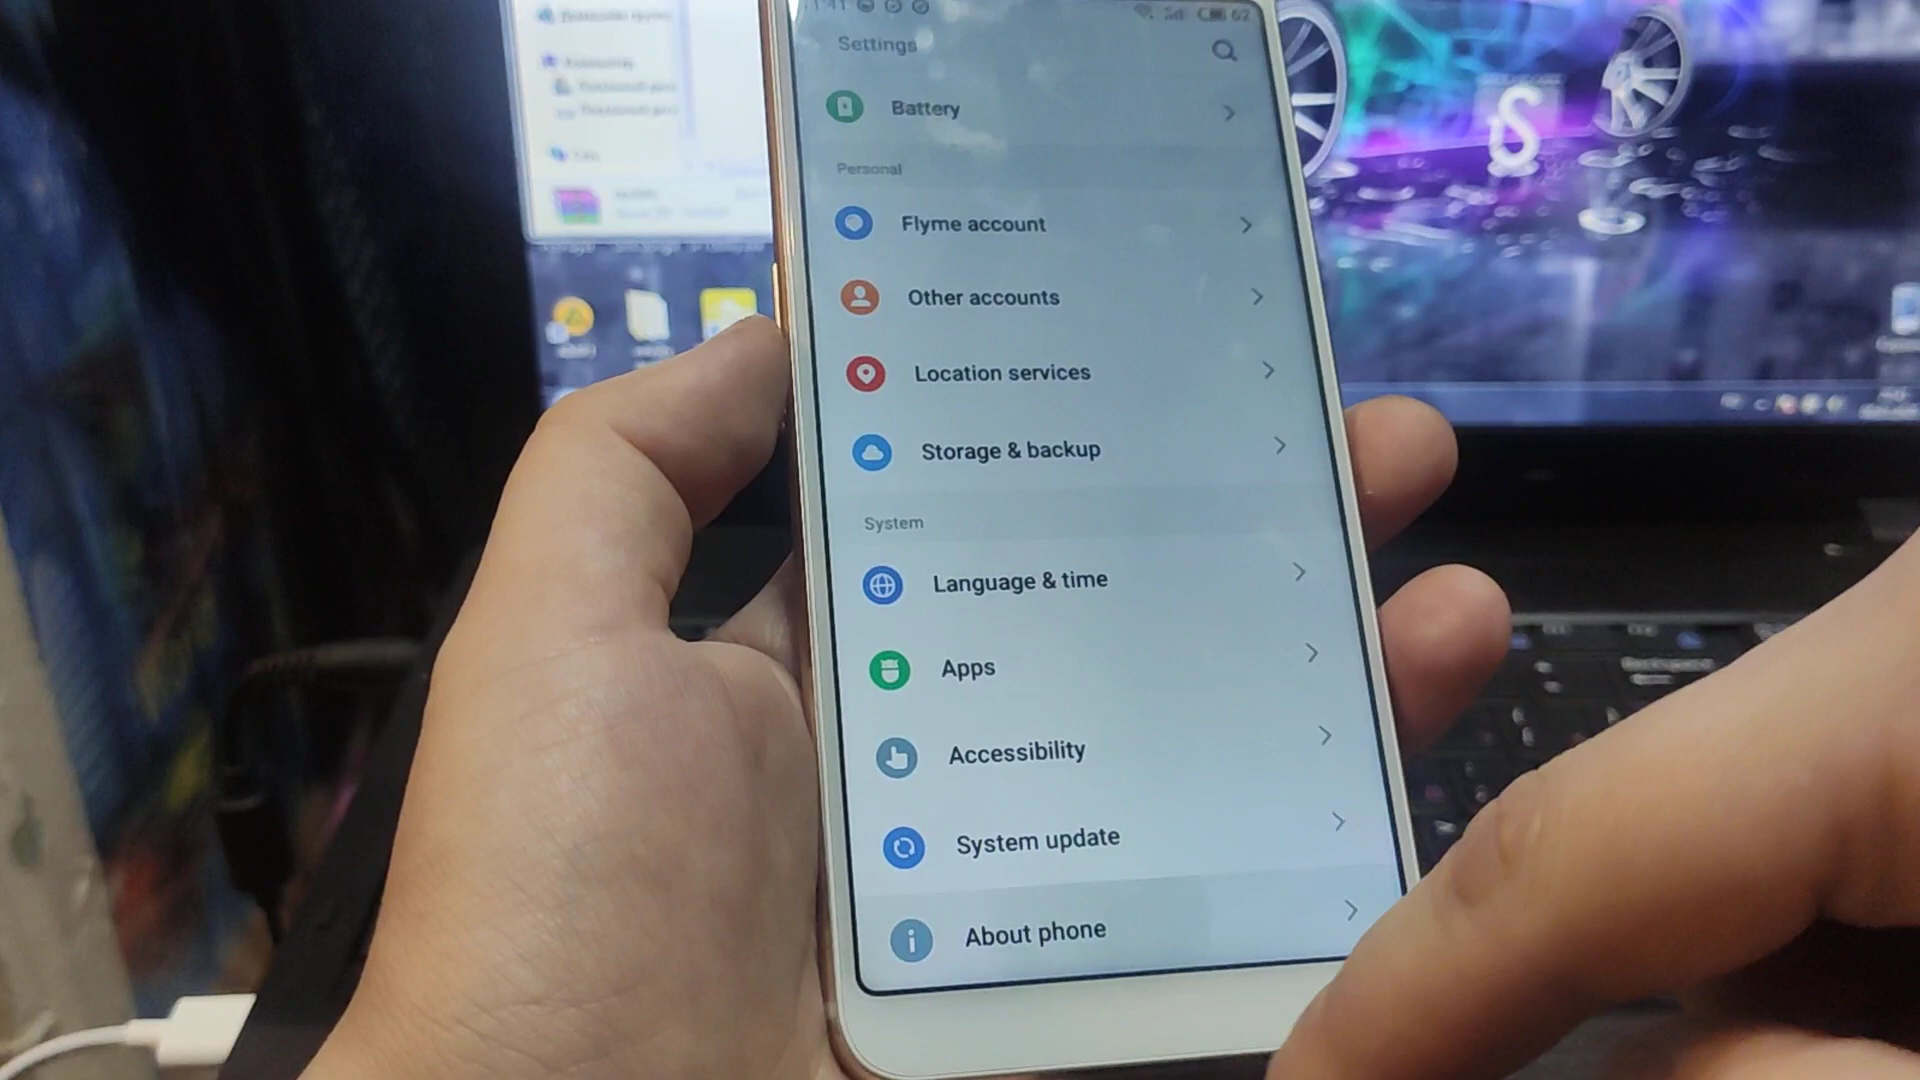 62
Settings
Battery
Personal
Flyme account
Other accounts
Location services
Storage & backup
System
Language & time
Apps
Accessibility
System update
About phone
S